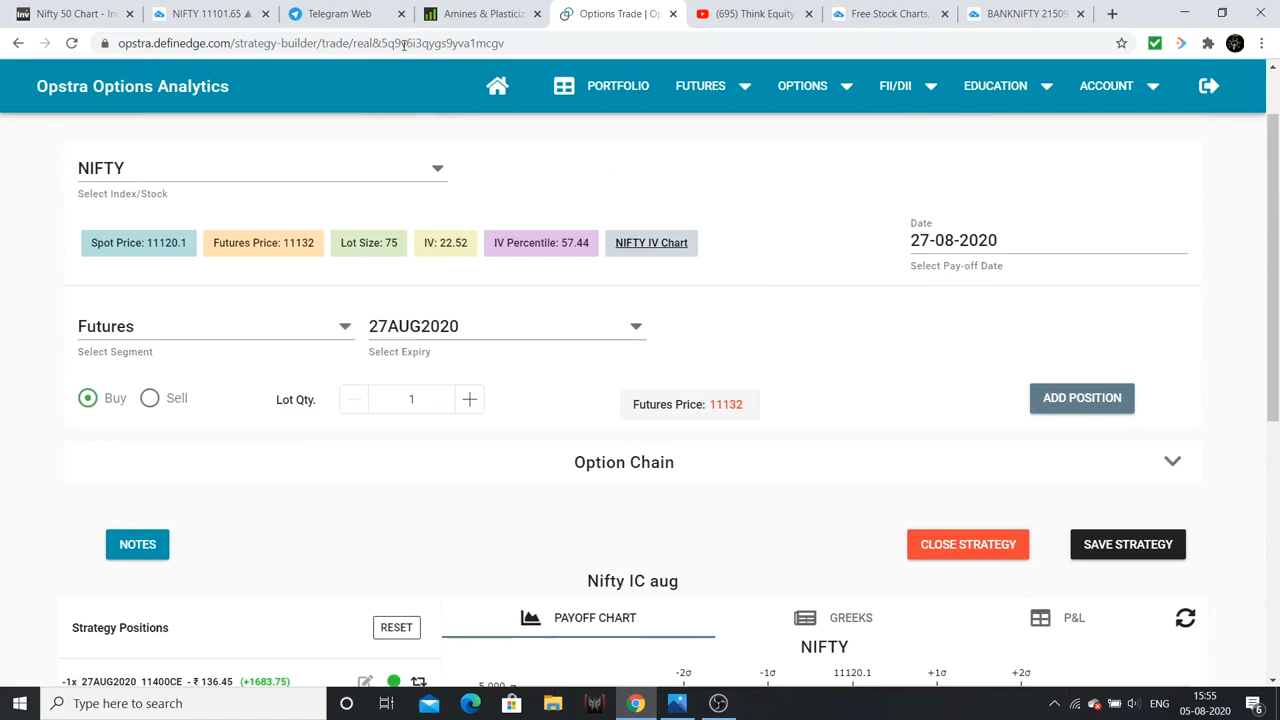 Nifty 50 Chart - Inv
NIFTY 11101.65 ▲
Telegram Web
Amines & Plasticiz
Options Trade | Op
(695) Think Equity
Free Stock Charts,
BANKNIFTY 21509
opstra.definedge.com/strategy-builder/trade/real&5q9g6i3qygs9yva1mcgv
Opstra Options Analytics
PORTFOLIO
FUTURES
OPTIONS
FII/DII
EDUCATION
ACCOUNT
NIFTY
Select Index/Stock
Spot Price: 11120.1
Futures Price: 11132
Lot Size: 75
IV: 22.52
IV Percentile: 57.44
NIFTY IV Chart
Date
27-08-2020
Select Pay-off Date
Futures
Select Segment
27AUG2020
Select Expiry
Buy
Sell
Lot Qty.
1
Futures Price: 11132
ADD POSITION
Option Chain
NOTES
CLOSE STRATEGY
SAVE STRATEGY
Nifty IC aug
Strategy Positions
RESET
PAYOFF CHART
GREEKS
P&L
NIFTY
-2σ
-1σ
11120.1
+1σ
+2σ
5,000
-1x 27AUG2020 11400CE - ₹ 136.45 (+1683.75)
Type here to search
ENG
15:55
05-08-2020
6